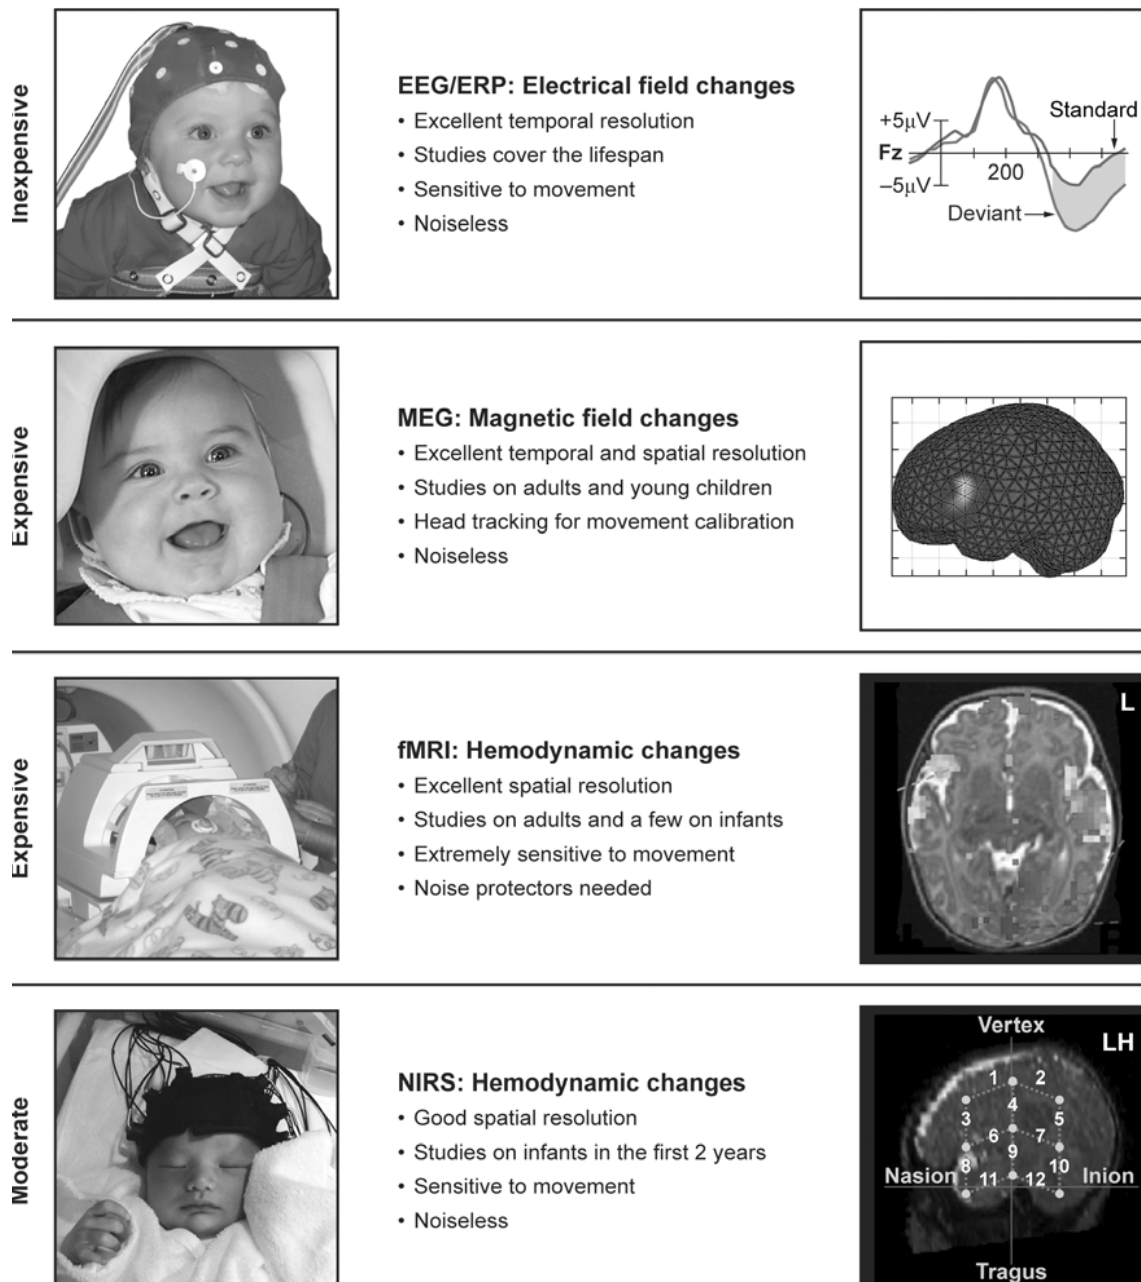 Inexpensive
EEG/ERP: Electrical field changes
• Excellent temporal resolution
• Studies cover the lifespan
• Sensitive to movement
• Noiseless
+5µV
Standard
Fz
200
–5µV
Deviant
Expensive
MEG: Magnetic field changes
• Excellent temporal and spatial resolution
• Studies on adults and young children
• Head tracking for movement calibration
• Noiseless
Expensive
fMRI: Hemodynamic changes
• Excellent spatial resolution
• Studies on adults and a few on infants
• Extremely sensitive to movement
• Noise protectors needed
L
Moderate
NIRS: Hemodynamic changes
• Good spatial resolution
• Studies on infants in the first 2 years
• Sensitive to movement
• Noiseless
Vertex
LH
1 2
3 4 5
6 7
8 9 10
Nasion 11 12 Inion
Tragus